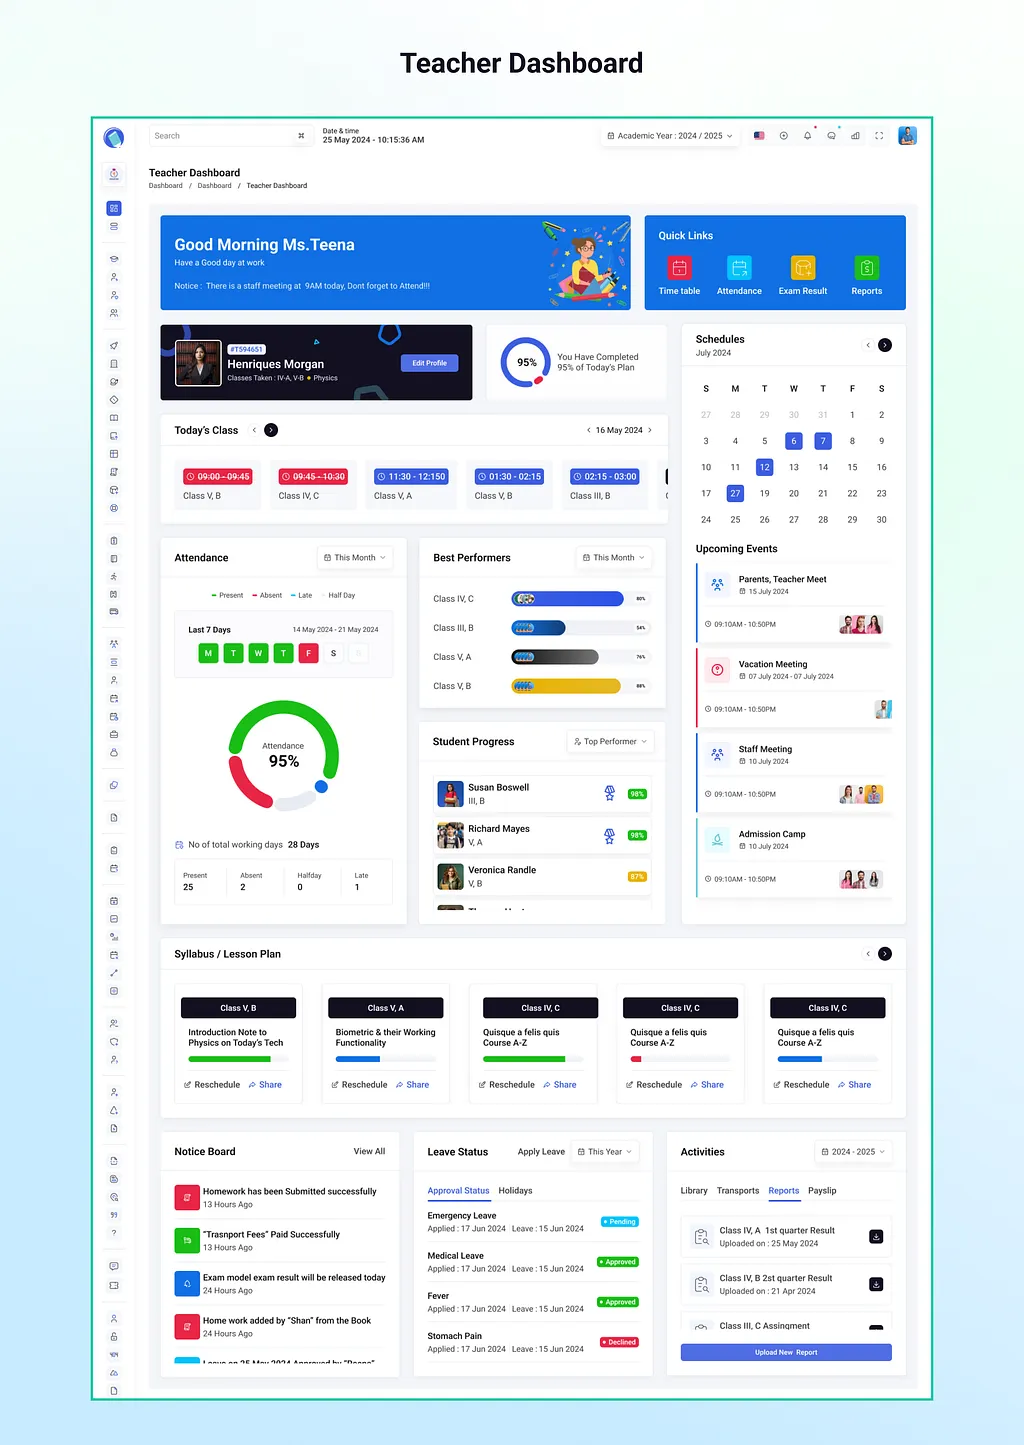 Teacher Dashboard
Search
Date & time
25 May 2024 - 10:15:36 AM
Academic Year : 2024 / 2025
Teacher Dashboard
Dashboard / Dashboard / Teacher Dashboard
Good Morning Ms.Teena
Have a Good day at work
Notice : There is a staff meeting at 9AM today, Dont forget to Attend!!!
Quick Links
Time table
Attendance
Exam Result
Reports
#T594651
Henriques Morgan
Classes Taken : IV-A, V-B Physics
Edit Profile
95%
You Have Completed
95% of Today's Plan
Schedules
July 2024
S M T W T F S
27 28 29 30 31 1 2
3 4 5 6 7 8 9
10 11 12 13 14 15 16
17 27 19 20 21 22 23
24 25 26 27 28 29 30
Today's Class
16 May 2024
09:00 - 09:45
Class V, B
09:45 - 10:30
Class IV, C
11:30 - 12:150
Class V, A
01:30 - 02:15
Class V, B
02:15 - 03:00
Class III, B
Attendance
This Month
Present Absent Late Half Day
Last 7 Days
14 May 2024 - 21 May 2024
M T W T F S S
Attendance
95%
No of total working days 28 Days
Present
25
Absent
2
Halfday
0
Late
1
Best Performers
This Month
Class IV, C
80%
Class III, B
54%
Class V, A
76%
Class V, B
88%
Student Progress
Top Performer
Susan Boswell
III, B
98%
Richard Mayes
V, A
98%
Veronica Randle
V, B
87%
Upcoming Events
Parents, Teacher Meet
15 July 2024
09:10AM - 10:50PM
Vacation Meeting
07 July 2024 - 07 July 2024
09:10AM - 10:50PM
Staff Meeting
10 July 2024
09:10AM - 10:50PM
Admission Camp
10 July 2024
09:10AM - 10:50PM
Syllabus / Lesson Plan
Class V, B
Introduction Note to
Physics on Today's Tech
Reschedule Share
Class V, A
Biometric & their Working
Functionality
Reschedule Share
Class IV, C
Quisque a felis quis
Course A-Z
Reschedule Share
Class IV, C
Quisque a felis quis
Course A-Z
Reschedule Share
Class IV, C
Quisque a felis quis
Course A-Z
Reschedule Share
Notice Board
View All
Homework has been Submitted successfully
13 Hours Ago
"Trasnport Fees" Paid Successfully
13 Hours Ago
Exam model exam result will be released today
24 Hours Ago
Home work added by "Shan" from the Book
24 Hours Ago
Leave on 25 May 2024 Approved by
Leave Status
Apply Leave
This Year
Approval Status Holidays
Emergency Leave
Applied : 17 Jun 2024 Leave : 15 Jun 2024
Pending
Medical Leave
Applied : 17 Jun 2024 Leave : 15 Jun 2024
Approved
Fever
Applied : 17 Jun 2024 Leave : 15 Jun 2024
Approved
Stomach Pain
Applied : 17 Jun 2024 Leave : 15 Jun 2024
Declined
Activities
2024 - 2025
Library Transports Reports Payslip
Class IV, A 1st quarter Result
Uploaded on : 25 May 2024
Class IV, B 2st quarter Result
Uploaded on : 21 Apr 2024
Class III, C Assingment
Upload New Report